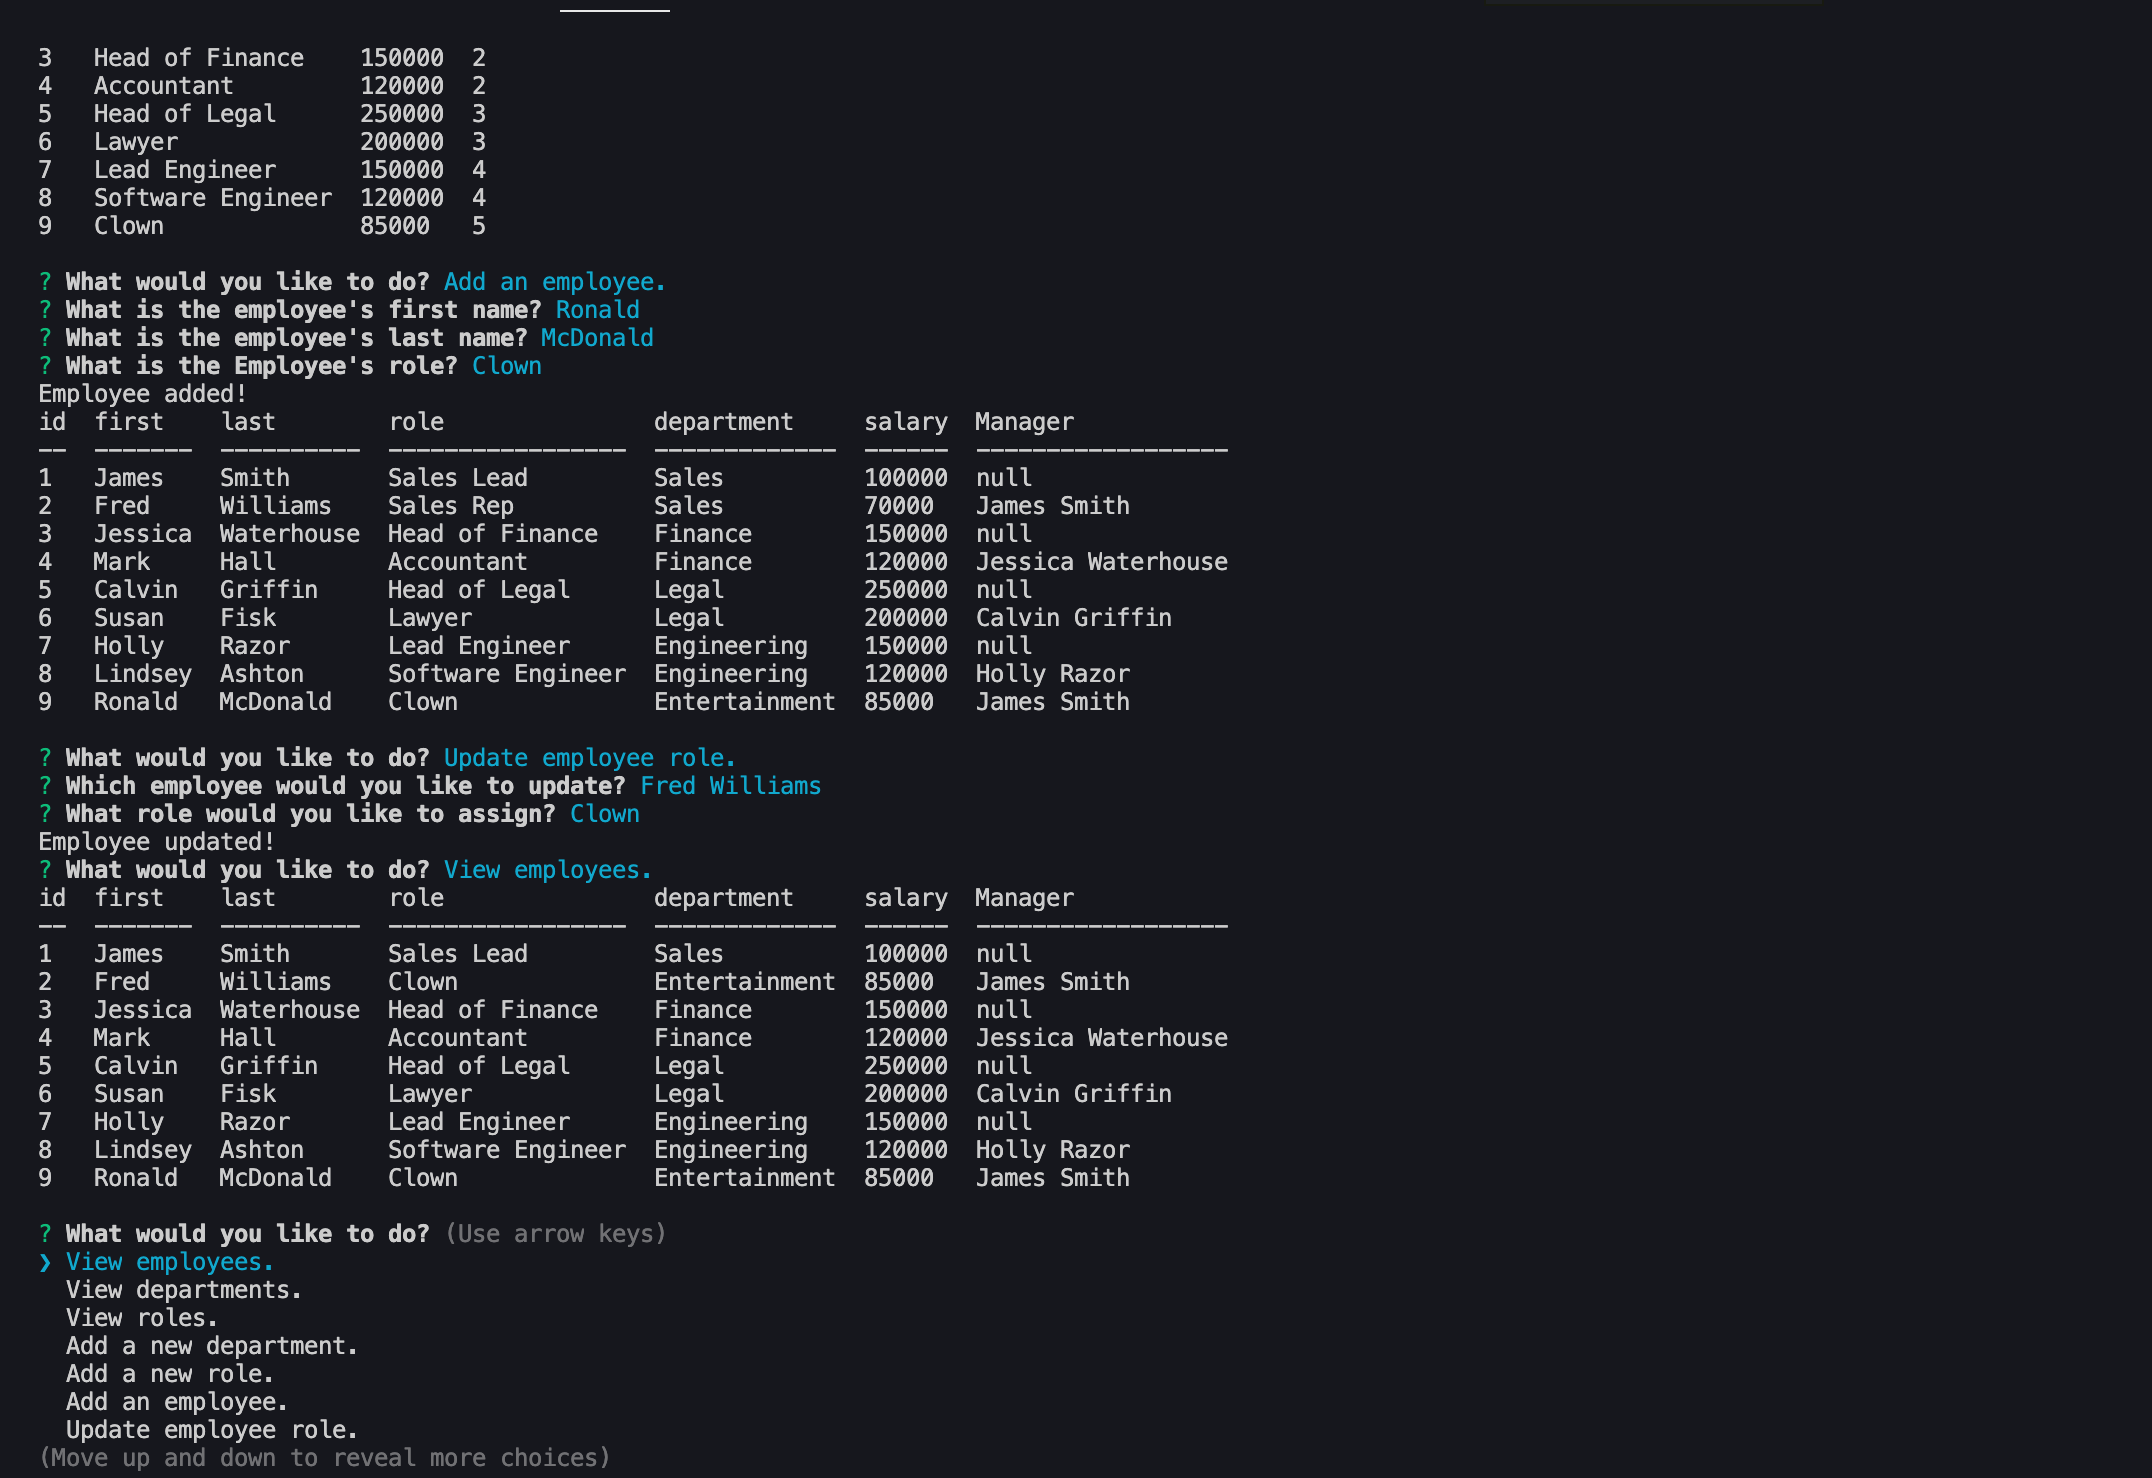 3   Head of Finance    150000  2
4   Accountant         120000  2
5   Head of Legal      250000  3
6   Lawyer             200000  3
7   Lead Engineer      150000  4
8   Software Engineer  120000  4
9   Clown              85000   5
? What would you like to do? Add an employee.
? What is the employee's first name? Ronald
? What is the employee's last name? McDonald
? What is the Employee's role? Clown
Employee added!
id  first    last        role               department     salary  Manager
--  -------  ----------  -----------------  -------------  ------  ------------------
1   James    Smith       Sales Lead         Sales          100000  null
2   Fred     Williams    Sales Rep          Sales          70000   James Smith
3   Jessica  Waterhouse  Head of Finance    Finance        150000  null
4   Mark     Hall        Accountant         Finance        120000  Jessica Waterhouse
5   Calvin   Griffin     Head of Legal      Legal          250000  null
6   Susan    Fisk        Lawyer             Legal          200000  Calvin Griffin
7   Holly    Razor       Lead Engineer      Engineering    150000  null
8   Lindsey  Ashton      Software Engineer  Engineering    120000  Holly Razor
9   Ronald   McDonald    Clown              Entertainment  85000   James Smith
? What would you like to do? Update employee role.
? Which employee would you like to update? Fred Williams
? What role would you like to assign? Clown
Employee updated!
? What would you like to do? View employees.
id  first    last        role               department     salary  Manager
--  -------  ----------  -----------------  -------------  ------  ------------------
1   James    Smith       Sales Lead         Sales          100000  null
2   Fred     Williams    Clown              Entertainment  85000   James Smith
3   Jessica  Waterhouse  Head of Finance    Finance        150000  null
4   Mark     Hall        Accountant         Finance        120000  Jessica Waterhouse
5   Calvin   Griffin     Head of Legal      Legal          250000  null
6   Susan    Fisk        Lawyer             Legal          200000  Calvin Griffin
7   Holly    Razor       Lead Engineer      Engineering    150000  null
8   Lindsey  Ashton      Software Engineer  Engineering    120000  Holly Razor
9   Ronald   McDonald    Clown              Entertainment  85000   James Smith
? What would you like to do? (Use arrow keys)
❯ View employees.
  View departments.
  View roles.
  Add a new department.
  Add a new role.
  Add an employee.
  Update employee role.
(Move up and down to reveal more choices)